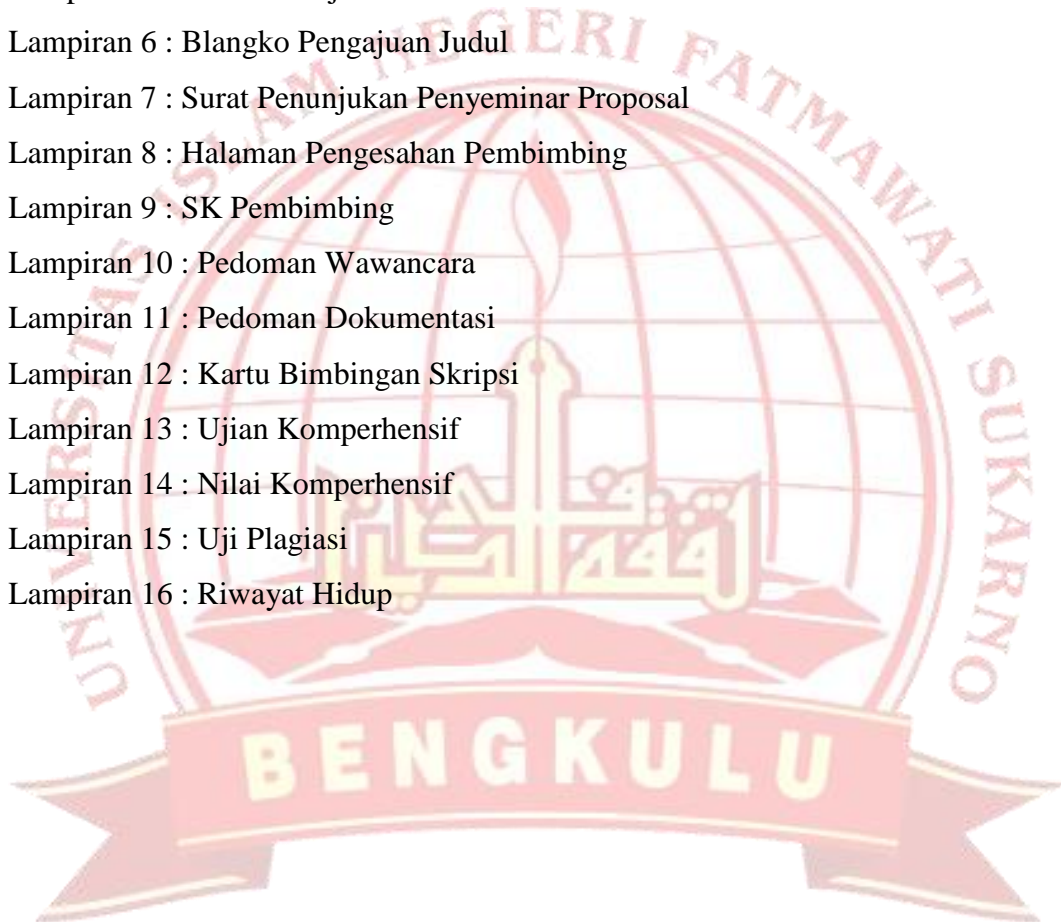 Lampiran 6 : Blangko Pengajuan Judul
Lampiran 7 : Surat Penunjukan Penyeminar Proposal
Lampiran 8 : Halaman Pengesahan Pembimbing
Lampiran 9 : SK Pembimbing
Lampiran 10 : Pedoman Wawancara
Lampiran 11 : Pedoman Dokumentasi
Lampiran 12 : Kartu Bimbingan Skripsi
Lampiran 13 : Ujian Komperhensif
Lampiran 14 : Nilai Komperhensif
Lampiran 15 : Uji Plagiasi
Lampiran 16 : Riwayat Hidup
UNIVERSITAS ISLAM NEGERI FATMAWATI SUKARNO
BENGKULU